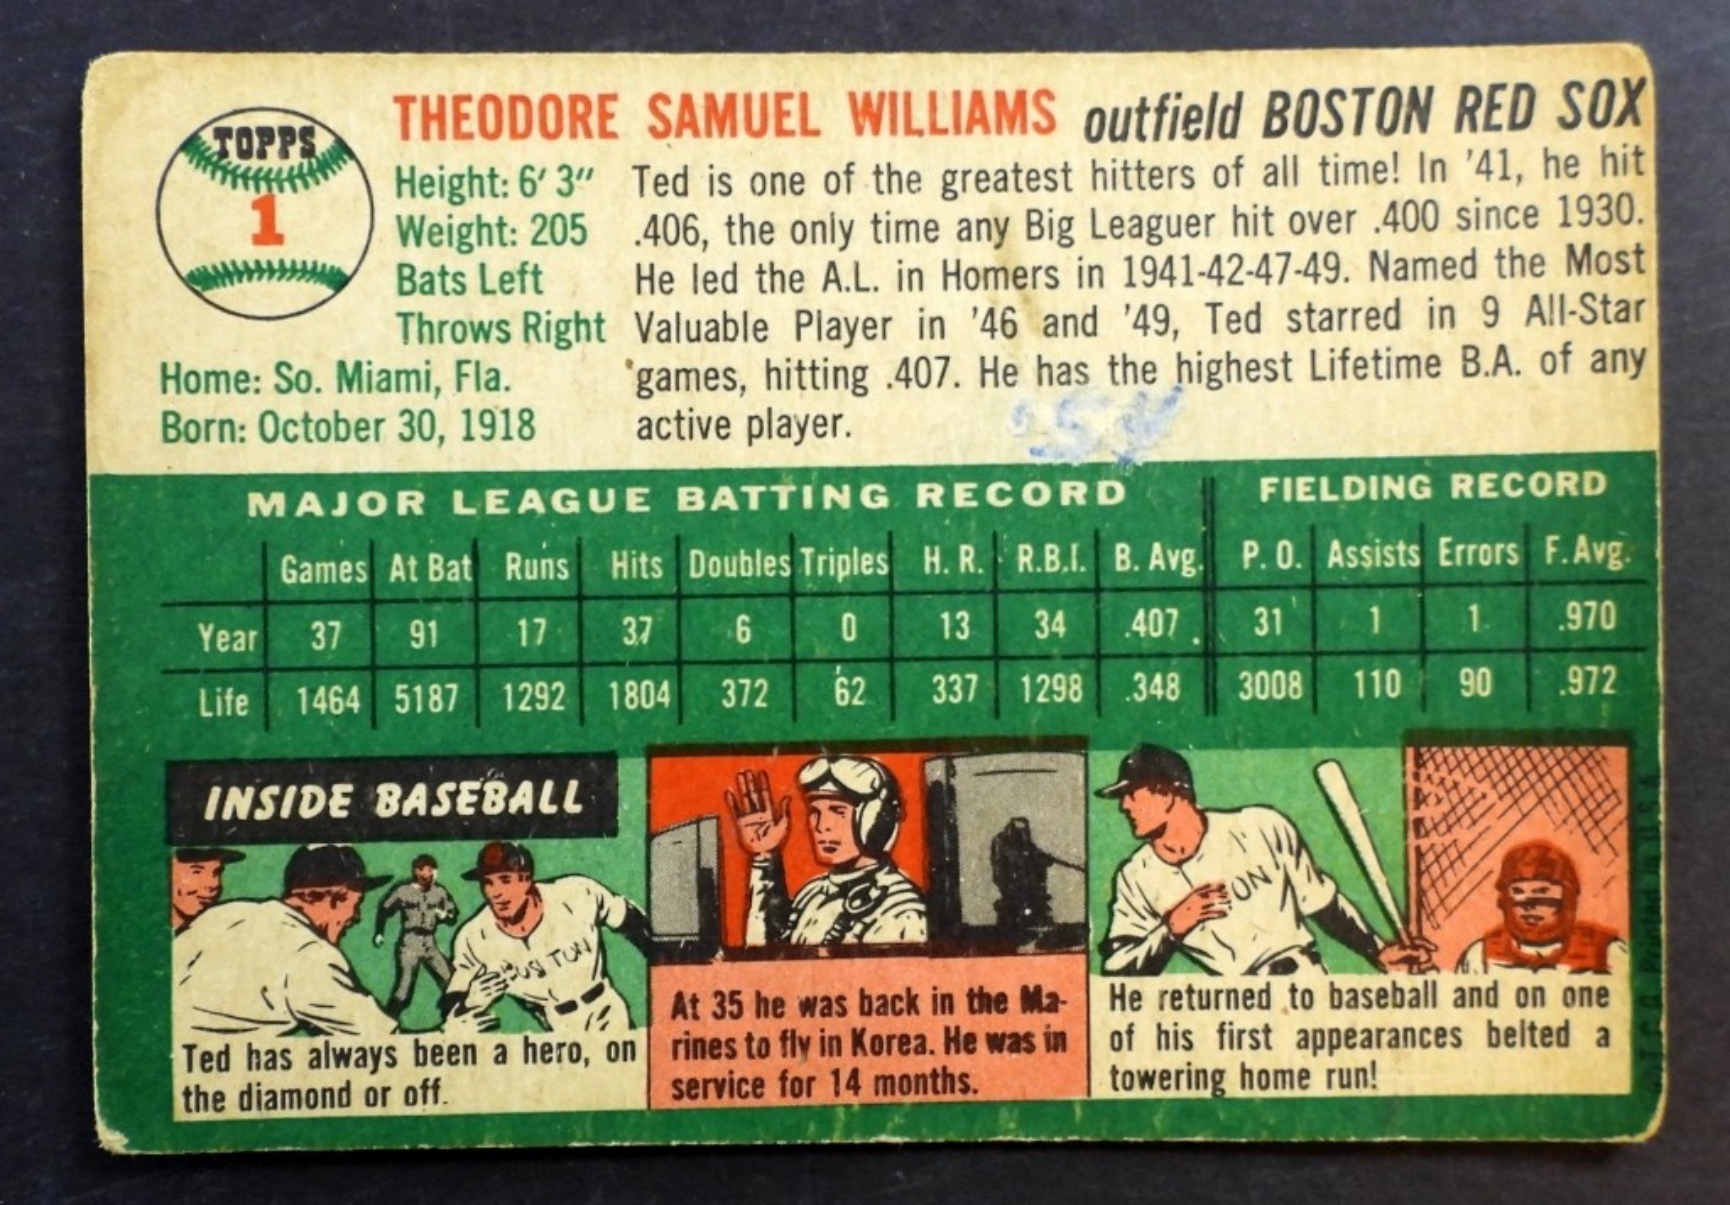 TOPPS
1
THEODORE SAMUEL WILLIAMS outfield BOSTON RED SOX
Height: 6' 3"
Weight: 205
Bats Left
Throws Right
Home: So. Miami, Fla.
Born: October 30, 1918
Ted is one of the greatest hitters of all time! In '41, he hit
.406, the only time any Big Leaguer hit over .400 since 1930.
He led the A.L. in Homers in 1941-42-47-49. Named the Most
Valuable Player in '46 and '49, Ted starred in 9 All-Star
games, hitting .407. He has the highest Lifetime B.A. of any
active player.
'54
MAJOR LEAGUE BATTING RECORD FIELDING RECORD
Games At Bat Runs Hits Doubles Triples H. R. R.B.I. B. Avg. P. O. Assists Errors F. Avg.
Year 37 91 17 37 6 0 13 34 .407 31 1 1 .970
Life 1464 5187 1292 1804 372 62 337 1298 .348 3008 110 90 .972
INSIDE BASEBALL
Ted has always been a hero, on
the diamond or off.
At 35 he was back in the Ma-
rines to fly in Korea. He was in
service for 14 months.
He returned to baseball and on one
of his first appearances belted a
towering home run!